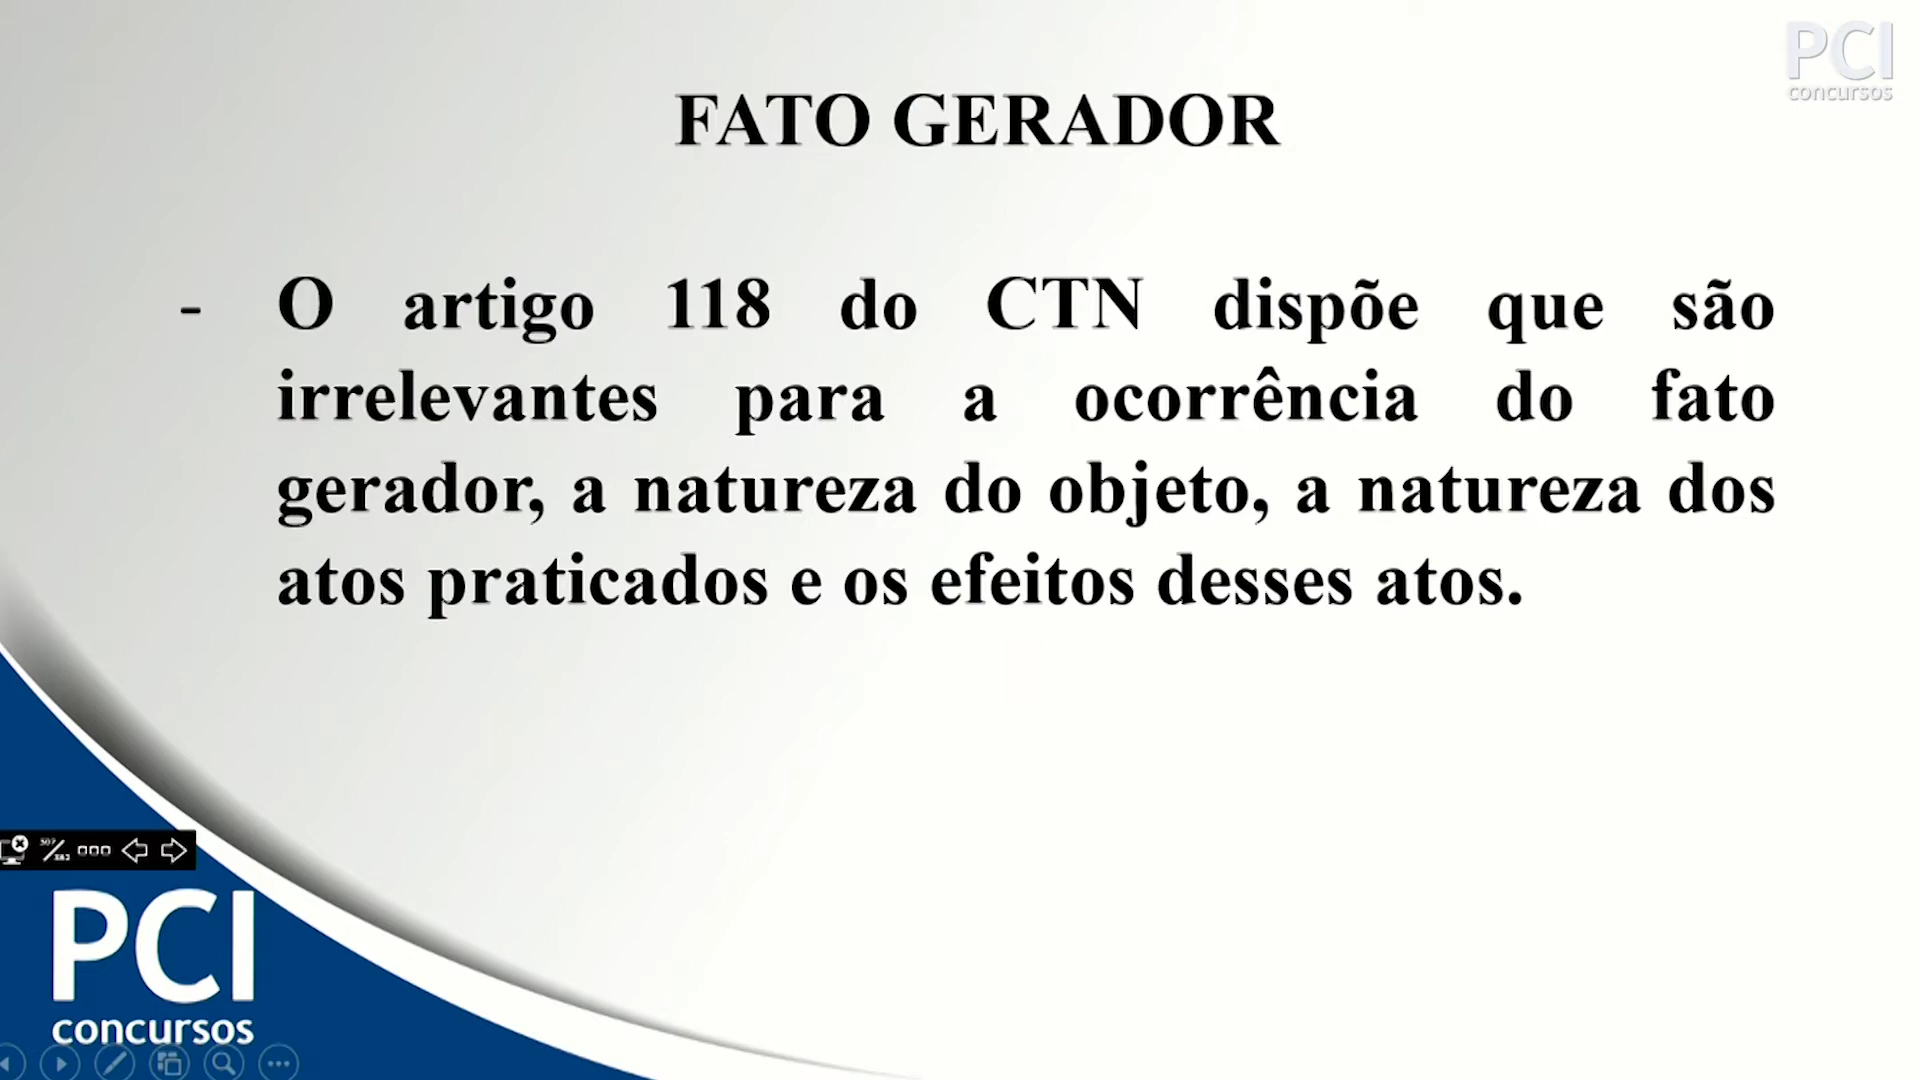 PCI
concursos
FATO GERADOR
- O artigo 118 do CTN dispõe que são
irrelevantes para a ocorrência do fato
gerador, a natureza do objeto, a natureza dos
atos praticados e os efeitos desses atos.
PCI
concursos